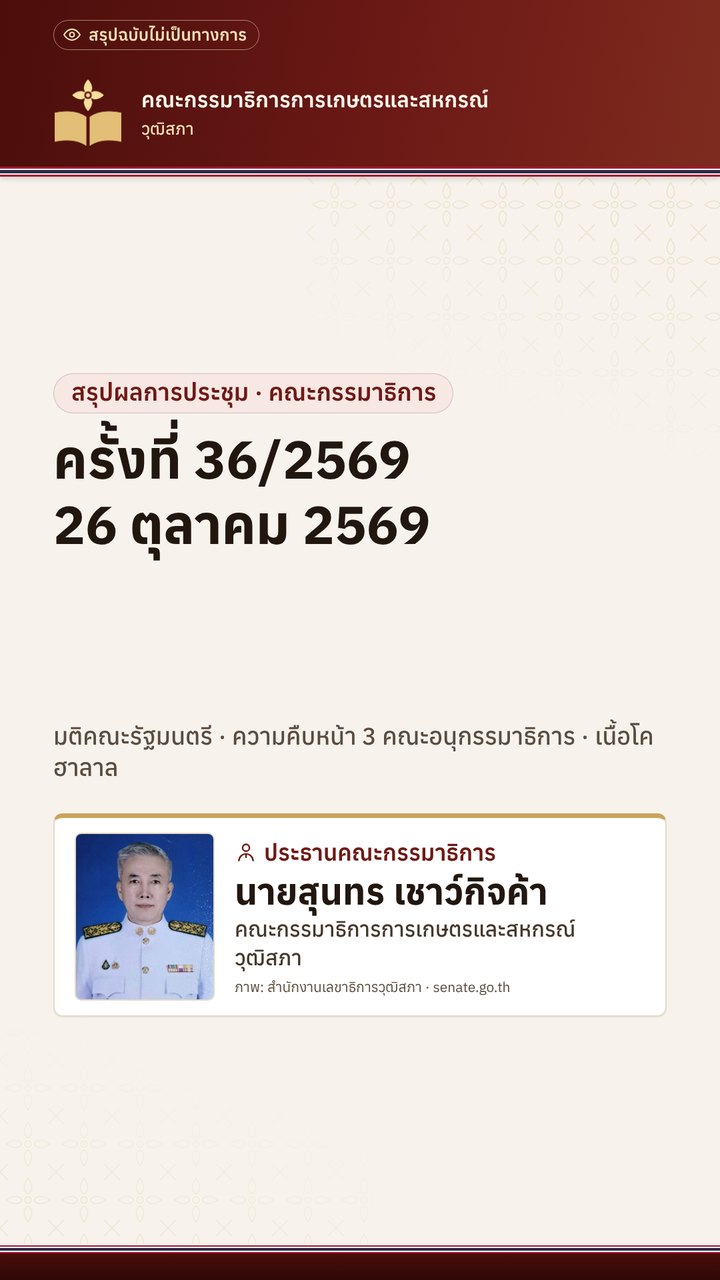 สรุปฉบับไม่เป็นทางการ
คณะกรรมาธิการการเกษตรและสหกรณ์
วุฒิสภา
สรุปผลการประชุม · คณะกรรมาธิการ
ครั้งที่ 36/2569
26 ตุลาคม 2569
มติคณะรัฐมนตรี · ความคืบหน้า 3 คณะอนุกรรมาธิการ · เนื้อโค
ฮาลาล
ประธานคณะกรรมาธิการ
นายสุนทร เชาว์กิจค้า
คณะกรรมาธิการการเกษตรและสหกรณ์
วุฒิสภา
ภาพ: สำนักงานเลขาธิการวุฒิสภา · senate.go.th